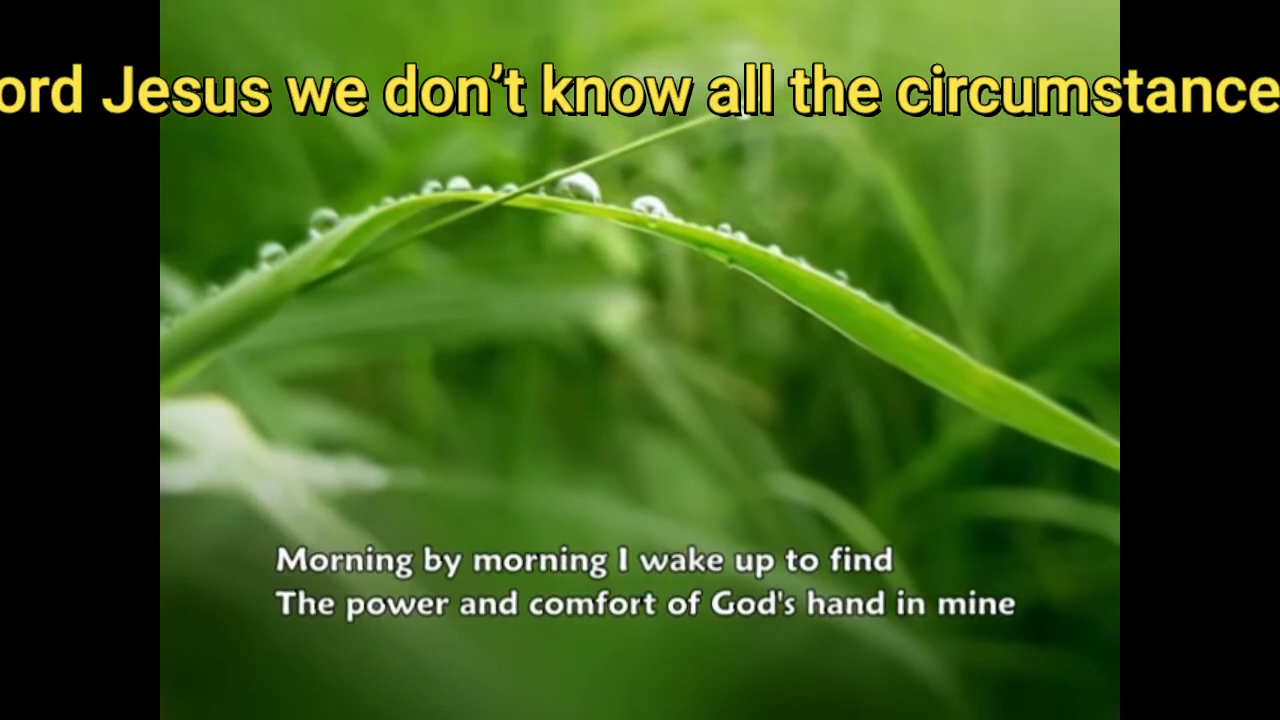 ord Jesus we don’t know all the circumstance
Morning by morning I wake up to find
The power and comfort of God's hand in mine